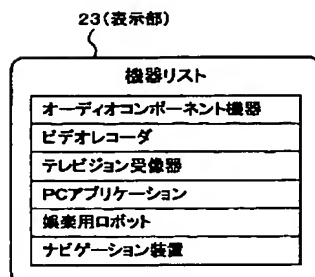 23(表示部)
機器リスト
オーディオコンポーネント機器
ビデオレコーダ
テレビジョン受像器
PCアプリケーション
娯楽用ロボット
ナビゲーション装置